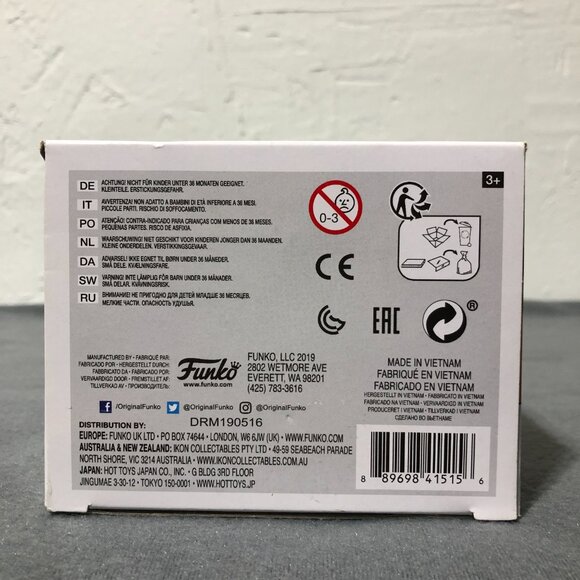 DE ACHTUNG! NICHT FÜR KINDER UNTER 36 MONATEN GEEIGNET.
KLEINTEILE. ERSTICKUNGSGEFAHR.
IT AVVERTENZA! NON ADATTO A BAMBINI DI ETÀ INFERIORE A 36 MESI.
PICCOLE PARTI. RISCHIO DI SOFFOCAMENTO.
PO ATENÇÃO! CONTRA-INDICADO PARA CRIANÇAS COM MENOS DE 36 MESES.
PEQUENAS PARTES. RISCO DE ASFIXIA.
NL WAARSCHUWING! NIET GESCHIKT VOOR KINDEREN JONGER DAN 36 MAANDEN.
KLEINE ONDERDELEN. VERSTIKKINGSGEVAAR.
DA ADVARSEL! IKKE EGNET TIL BØRN UNDER 36 MÅNEDER.
SMÅ DELE. KVÆLNINGSFARE.
SW VARNING! INTE LÄMPLIG FÖR BARN UNDER 36 MÅNADER.
SMÅ DELAR. KVÄVNINGSRISK.
RU ВНИМАНИЕ! НЕ ПРИГОДНО ДЛЯ ДЕТЕЙ МЛАДШЕ 36 МЕСЯЦЕВ.
МЕЛКИЕ ЧАСТИ. ОПАСНОСТЬ УДУШЬЯ.
0-3
3+
CE
EAC
®
MANUFACTURED BY • FABRIQUÉ PAR:
FABRICADO POR • HERGESTELLT DURCH:
FABRICADO DA • FABRICADO POR:
VERVAARDIGD DOOR • FREMSTILLET AF:
TILLVERKAD AV • ПРОИЗВОДИТЕЛЬ:
Funko
www.funko.com
FUNKO, LLC 2019
2802 WETMORE AVE
EVERETT, WA 98201
(425) 783-3616
MADE IN VIETNAM
FABRIQUÉ EN VIETNAM
FABRICADO EN VIETNAM
HERGESTELLT IN VIETNAM • FABBRICATO IN VIETNAM
FABRICADO NA VIETNAM • VERVAARDIGD IN VIETNAM
PRODUCERET I VIETNAM • TILLVERKAD I VIETNAM
СДЕЛАНО ВО ВЬЕТНАМЕ
/OriginalFunko @OriginalFunko @OriginalFunko
DISTRIBUTION BY: DRM190516
EUROPE: FUNKO UK LTD • PO BOX 74644 • LONDON, W6 6JW (UK) • WWW.FUNKO.COM
AUSTRALIA & NEW ZEALAND: IKON COLLECTABLES PTY LTD • 49-59 SEABEACH PARADE
NORTH SHORE, VIC 3214 AUSTRALIA • WWW.IKONCOLLECTABLES.COM.AU
JAPAN: HOT TOYS JAPAN CO., INC. • G BLDG 3RD FLOOR
JINGUMAE 3-30-12 • TOKYO 150-0001 • WWW.HOTTOYS.JP
8 89698 41515 6